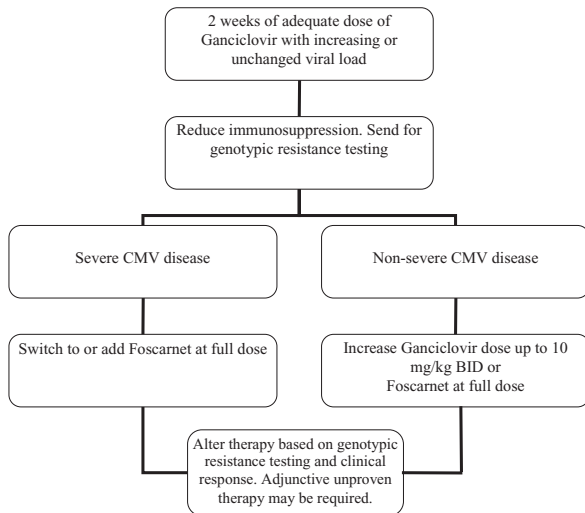 2 weeks of adequate dose of
Ganciclovir with increasing or
unchanged viral load
Reduce immunosuppression. Send for
genotypic resistance testing
Severe CMV disease
Non-severe CMV disease
Switch to or add Foscarnet at full dose
Increase Ganciclovir dose up to 10
mg/kg BID or
Foscarnet at full dose
Alter therapy based on genotypic
resistance testing and clinical
response. Adjunctive unproven
therapy may be required.